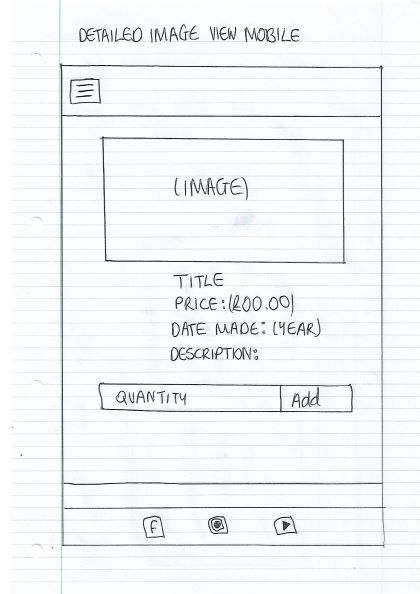 DETAILED IMAGE VIEW MOBILE
(IMAGE)
TITLE
PRICE: (R00.00)
DATE MADE: (YEAR)
DESCRIPTION:
QUANTITY Add
f